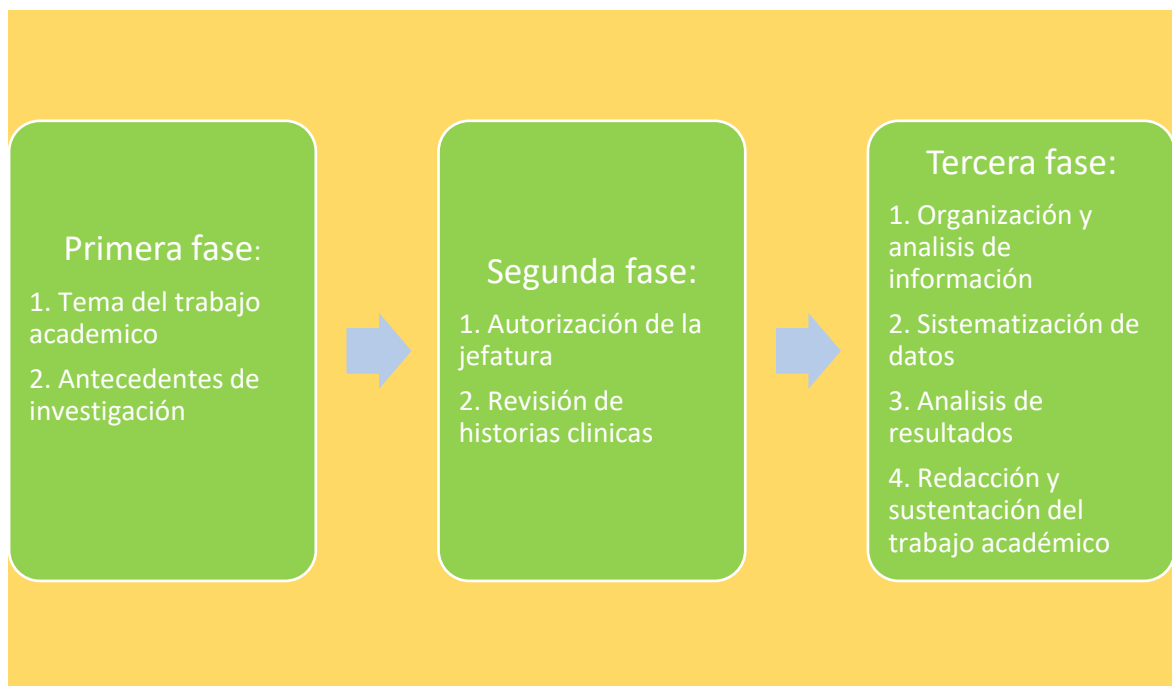 Primera fase:
1. Tema del trabajo
academico
2. Antecedentes de
investigación
Segunda fase:
1. Autorización de la
jefatura
2. Revisión de
historias clinicas
Tercera fase:
1. Organización y
analisis de
información
2. Sistematización de
datos
3. Analisis de
resultados
4. Redacción y
sustentación del
trabajo académico